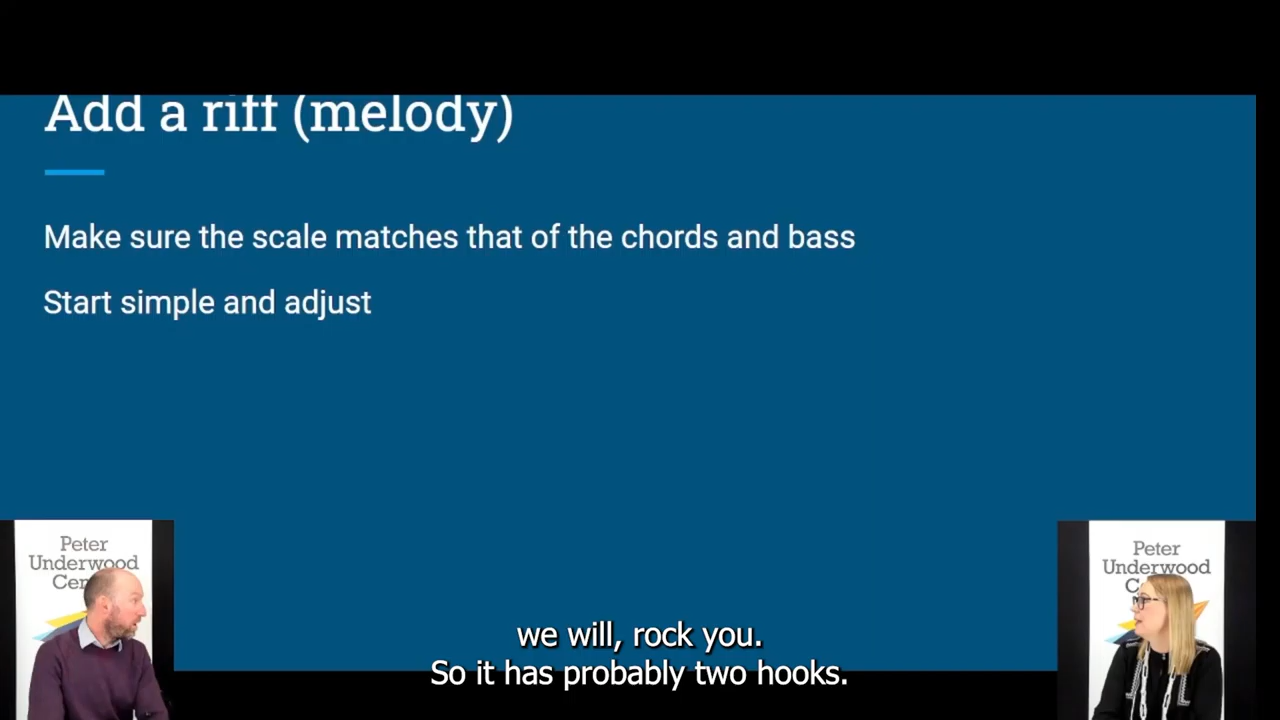 Add a riff (melody)
Make sure the scale matches that of the chords and bass
Start simple and adjust
Peter
Underwood
Cen
Peter
Underwood
C
we will, rock you.
So it has probably two hooks.